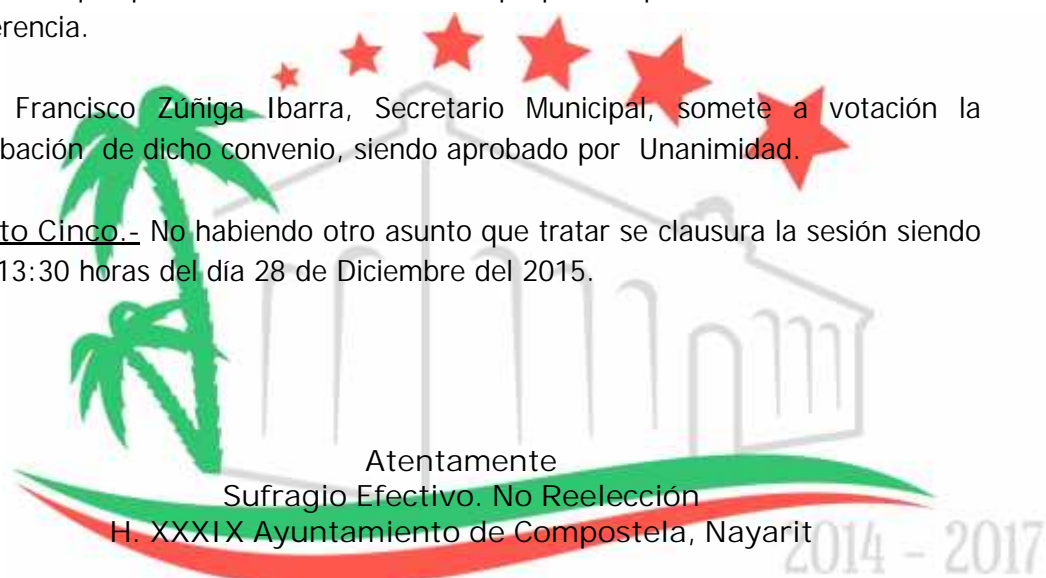 erencia.
Francisco Zúñiga Ibarra, Secretario Municipal, somete a votación la
bación de dicho convenio, siendo aprobado por Unanimidad.
to Cinco.- No habiendo otro asunto que tratar se clausura la sesión siendo
13:30 horas del día 28 de Diciembre del 2015.
Atentamente
Sufragio Efectivo. No Reelección
H. XXXIX Ayuntamiento de Compostela, Nayarit
2014 - 2017